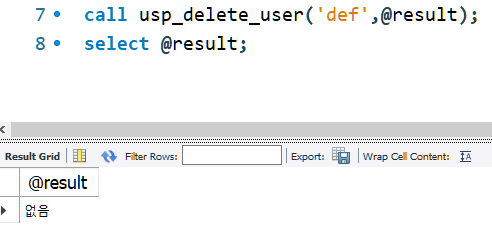 7 call usp_delete_user('def',@result);
8 select @result;
Result Grid Filter Rows: Export: Wrap Cell Content:
@result
없음